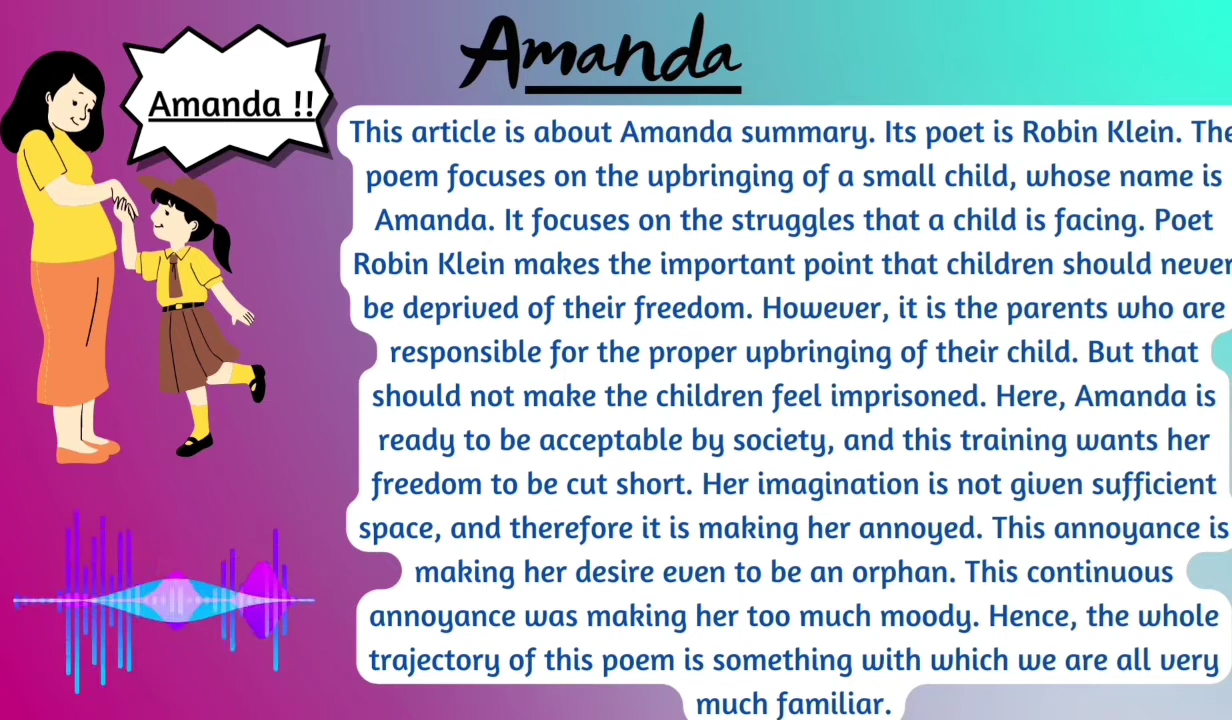 Amanda
Amanda !!
This article is about Amanda summary. Its poet is Robin Klein. The
poem focuses on the upbringing of a small child, whose name is
Amanda. It focuses on the struggles that a child is facing. Poet
Robin Klein makes the important point that children should never
be deprived of their freedom. However, it is the parents who are
responsible for the proper upbringing of their child. But that
should not make the children feel imprisoned. Here, Amanda is
ready to be acceptable by society, and this training wants her
freedom to be cut short. Her imagination is not given sufficient
space, and therefore it is making her annoyed. This annoyance is
making her desire even to be an orphan. This continuous
annoyance was making her too much moody. Hence, the whole
trajectory of this poem is something with which we are all very
much familiar.